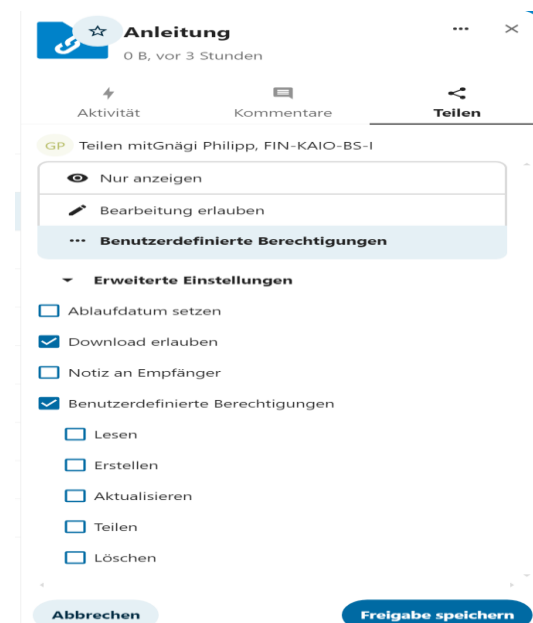 Anleitung
0 B, vor 3 Stunden
Aktivität
Kommentare
Teilen
GP Teilen mitGnägi Philipp, FIN-KAIO-BS-I
Nur anzeigen
Bearbeitung erlauben
Benutzerdefinierte Berechtigungen
Erweiterte Einstellungen
Ablaufdatum setzen
Download erlauben
Notiz an Empfänger
Benutzerdefinierte Berechtigungen
Lesen
Erstellen
Aktualisieren
Teilen
Löschen
Abbrechen
Freigabe speichern